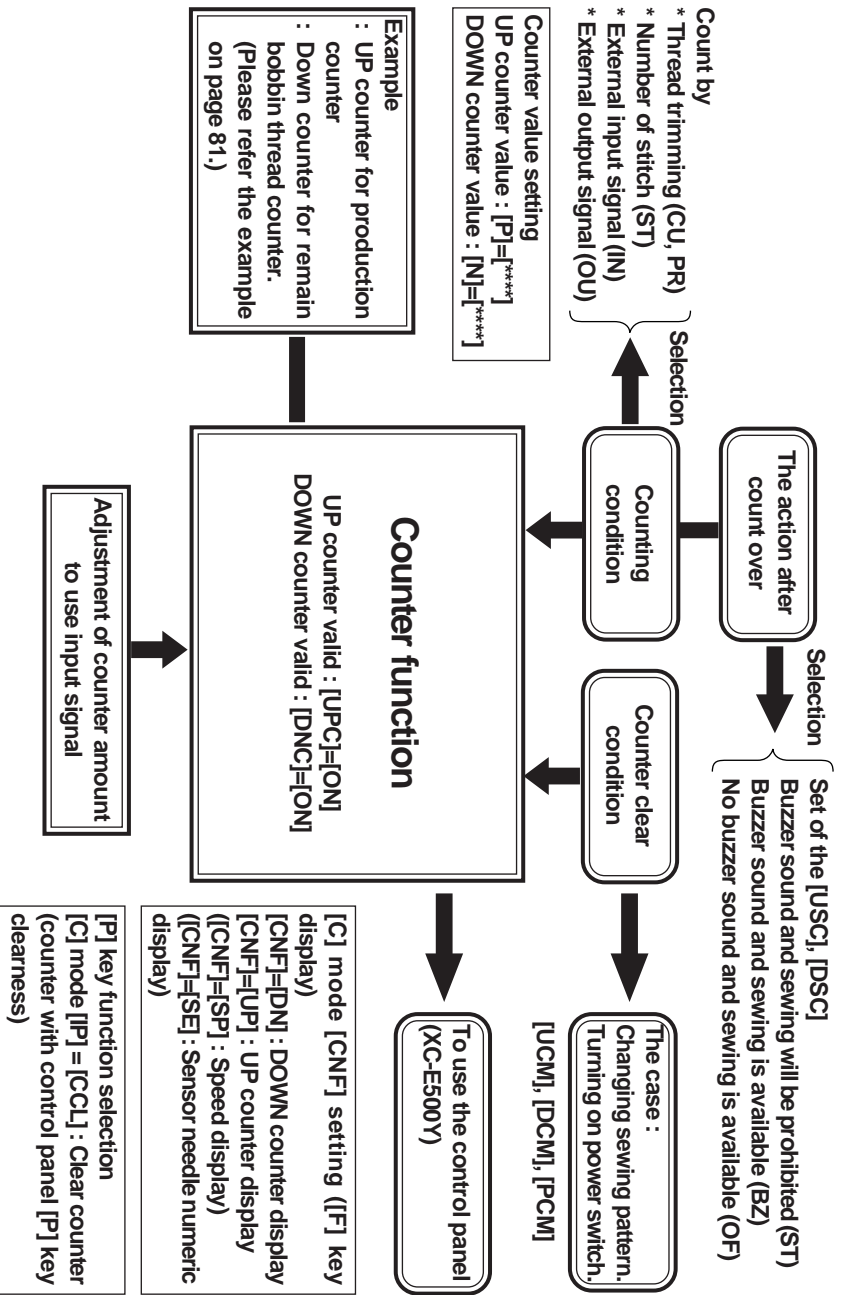 Count by
* Thread trimming (CU, PR)
* Number of stitch (ST)
* External input signal (IN)
* External output signal (OU)
Selection
Counter value setting
UP counter value : [P]=[****]
DOWN counter value : [N]=[****]
Example
: UP counter for production
counter
: Down counter for remain
bobbin thread counter.
(Please refer the example
on page 81.)
The action after
count over
Selection
Set of the [USC], [DSC]
Buzzer sound and sewing will be prohibited (ST)
Buzzer sound and sewing is available (BZ)
No buzzer sound and sewing is available (OF)
Counting
condition
Counter clear
condition
The case :
Changing sewing pattern.
Turning on power switch.
[UCM], [DCM], [PCM]
Counter function
UP counter valid : [UPC]=[ON]
DOWN counter valid : [DNC]=[ON]
To use the control panel
(XC-E500Y)
[C] mode [CNF] setting ([F] key
display)
[CNF]=[DN] : DOWN counter display
[CNF]=[UP] : UP counter display
([CNF]=[SP] : Speed display)
([CNF]=[SE] : Sensor needle numeric
display)
Adjustment of counter amount
to use input signal
[P] key function selection
[C] mode [IP] = [CCL] : Clear counter
(counter with control panel [P] key
clearness)